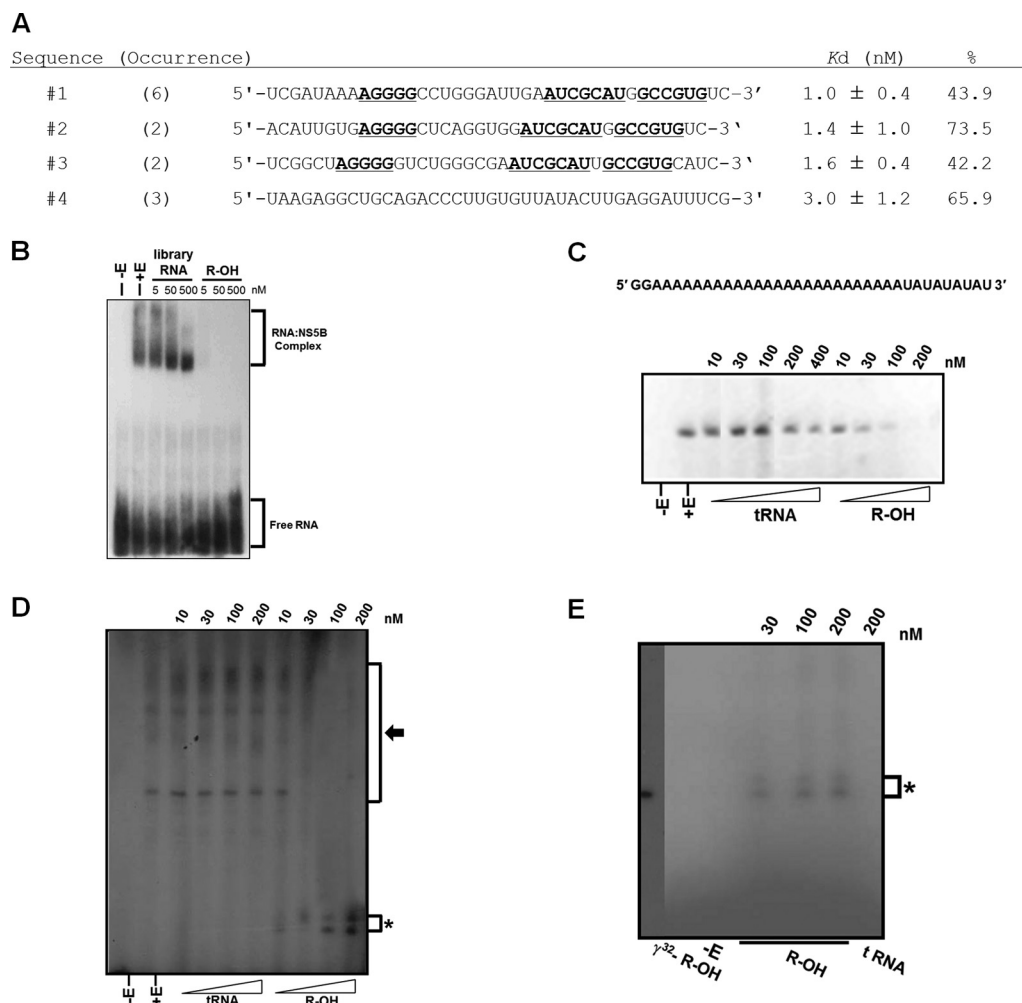 A
Sequence (Occurrence) Kd (nM) %
#1 (6) 5'-UCGAUAAAAGGGGCCUGGGAUUGAAUCGCAUGGCCGUGUC-3' 1.0 ± 0.4 43.9
#2 (2) 5'-ACAUUGUGAGGGGCUCAGGUGGAUCGCAUGGCCGUGUC-3' 1.4 ± 1.0 73.5
#3 (2) 5'-UCGGCUAGGGGGUCUGGGCGAAUCGCAUUGCCGUGCAUC-3' 1.6 ± 0.4 42.2
#4 (3) 5'-UAAGAGGCUGCAGACCCUUGUGUUAUACUUGAGGAUUUCG-3' 3.0 ± 1.2 65.9
B
-E +E library RNA R-OH
5 50 500 5 50 500 nM
RNA:NS5B Complex
Free RNA
C
5' GGAAAAAAAAAAAAAAAAAAAAAAAAAUAUAUAUAU 3'
10 30 100 200 400 10 30 100 200 nM
-E +E tRNA R-OH
D
10 30 100 200 10 30 100 200 nM
*
-E +E tRNA R-OH
E
30 100 200 200 nM
*
γ32- R-OH -E R-OH t RNA